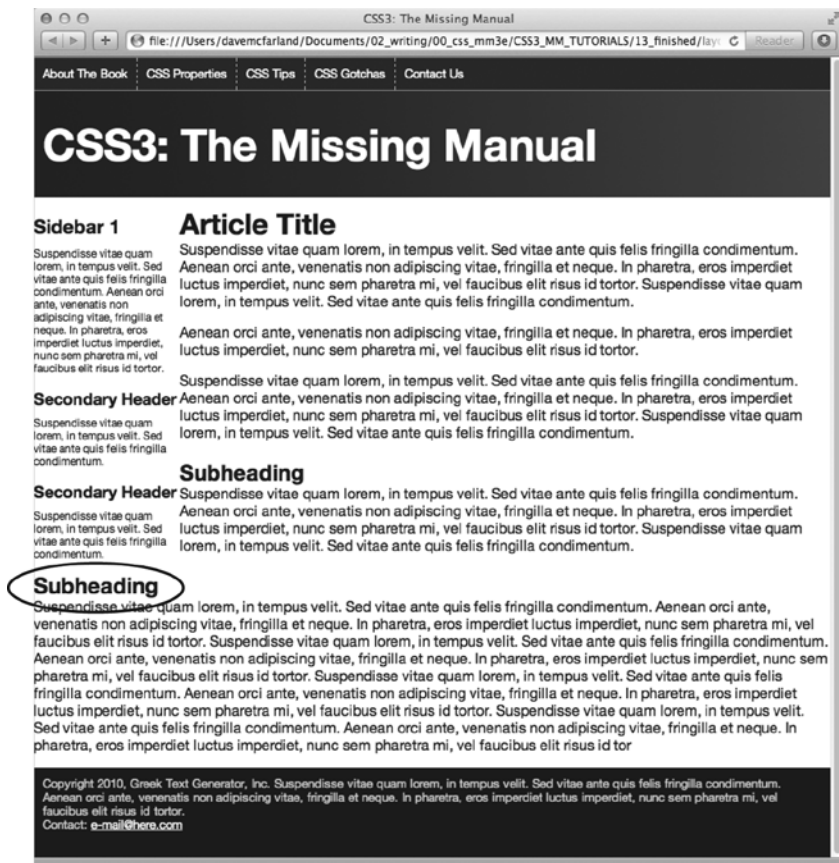 CSS3: The Missing Manual
file:///Users/davemcfarland/Documents/02_writing/00_css_mm3e/CSS3_MM_TUTORIALS/13_finished/layo
Reader
About The Book
CSS Properties
CSS Tips
CSS Gotchas
Contact Us
CSS3: The Missing Manual
Sidebar 1
Suspendisse vitae quam
lorem, in tempus velit. Sed
vitae ante quis felis fringilla
condimentum. Aenean orci
ante, venenatis non
adipiscing vitae, fringilla et
neque. In pharetra, eros
imperdiet luctus imperdiet,
nunc sem pharetra mi, vel
faucibus elit risus id tortor.
Secondary Header
Suspendisse vitae quam
lorem, in tempus velit. Sed
vitae ante quis felis fringilla
condimentum.
Secondary Header
Suspendisse vitae quam
lorem, in tempus velit. Sed
vitae ante quis felis fringilla
condimentum.
Article Title
Suspendisse vitae quam lorem, in tempus velit. Sed vitae ante quis felis fringilla condimentum.
Aenean orci ante, venenatis non adipiscing vitae, fringilla et neque. In pharetra, eros imperdiet
luctus imperdiet, nunc sem pharetra mi, vel faucibus elit risus id tortor. Suspendisse vitae quam
lorem, in tempus velit. Sed vitae ante quis felis fringilla condimentum.
Aenean orci ante, venenatis non adipiscing vitae, fringilla et neque. In pharetra, eros imperdiet
luctus imperdiet, nunc sem pharetra mi, vel faucibus elit risus id tortor.
Suspendisse vitae quam lorem, in tempus velit. Sed vitae ante quis felis fringilla condimentum.
Aenean orci ante, venenatis non adipiscing vitae, fringilla et neque. In pharetra, eros imperdiet
luctus imperdiet, nunc sem pharetra mi, vel faucibus elit risus id tortor. Suspendisse vitae quam
lorem, in tempus velit. Sed vitae ante quis felis fringilla condimentum.
Subheading
Suspendisse vitae quam lorem, in tempus velit. Sed vitae ante quis felis fringilla condimentum.
Aenean orci ante, venenatis non adipiscing vitae, fringilla et neque. In pharetra, eros imperdiet
luctus imperdiet, nunc sem pharetra mi, vel faucibus elit risus id tortor. Suspendisse vitae quam
lorem, in tempus velit. Sed vitae ante quis felis fringilla condimentum.
Subheading
Suspendisse vitae quam lorem, in tempus velit. Sed vitae ante quis felis fringilla condimentum. Aenean orci ante,
venenatis non adipiscing vitae, fringilla et neque. In pharetra, eros imperdiet luctus imperdiet, nunc sem pharetra mi, vel
faucibus elit risus id tortor. Suspendisse vitae quam lorem, in tempus velit. Sed vitae ante quis felis fringilla condimentum.
Aenean orci ante, venenatis non adipiscing vitae, fringilla et neque. In pharetra, eros imperdiet luctus imperdiet, nunc sem
pharetra mi, vel faucibus elit risus id tortor. Suspendisse vitae quam lorem, in tempus velit. Sed vitae ante quis felis
fringilla condimentum. Aenean orci ante, venenatis non adipiscing vitae, fringilla et neque. In pharetra, eros imperdiet
luctus imperdiet, nunc sem pharetra mi, vel faucibus elit risus id tortor. Suspendisse vitae quam lorem, in tempus velit.
Sed vitae ante quis felis fringilla condimentum. Aenean orci ante, venenatis non adipiscing vitae, fringilla et neque. In
pharetra, eros imperdiet luctus imperdiet, nunc sem pharetra mi, vel faucibus elit risus id tor
Copyright 2010, Greek Text Generator, Inc. Suspendisse vitae quam lorem, in tempus velit. Sed vitae ante quis felis fringilla condimentum.
Aenean orci ante, venenatis non adipiscing vitae, fringilla et neque. In pharetra, eros imperdiet luctus imperdiet, nunc sem pharetra mi, vel
faucibus elit risus id tortor.
Contact: e-mail@here.com